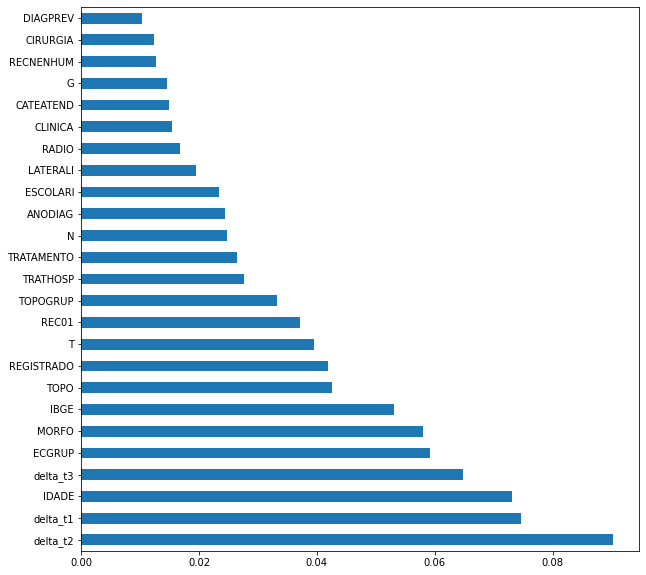 DIAGPREV
CIRURGIA
RECNENHUM
G
CATEATEND
CLINICA
RADIO
LATERALI
ESCOLARI
ANODIAG
N
TRATAMENTO
TRATHOSP
TOPOGRUP
REC01
T
REGISTRADO
TOPO
IBGE
MORFO
ECGRUP
delta_t3
IDADE
delta_t1
delta_t2
0.00 0.02 0.04 0.06 0.08